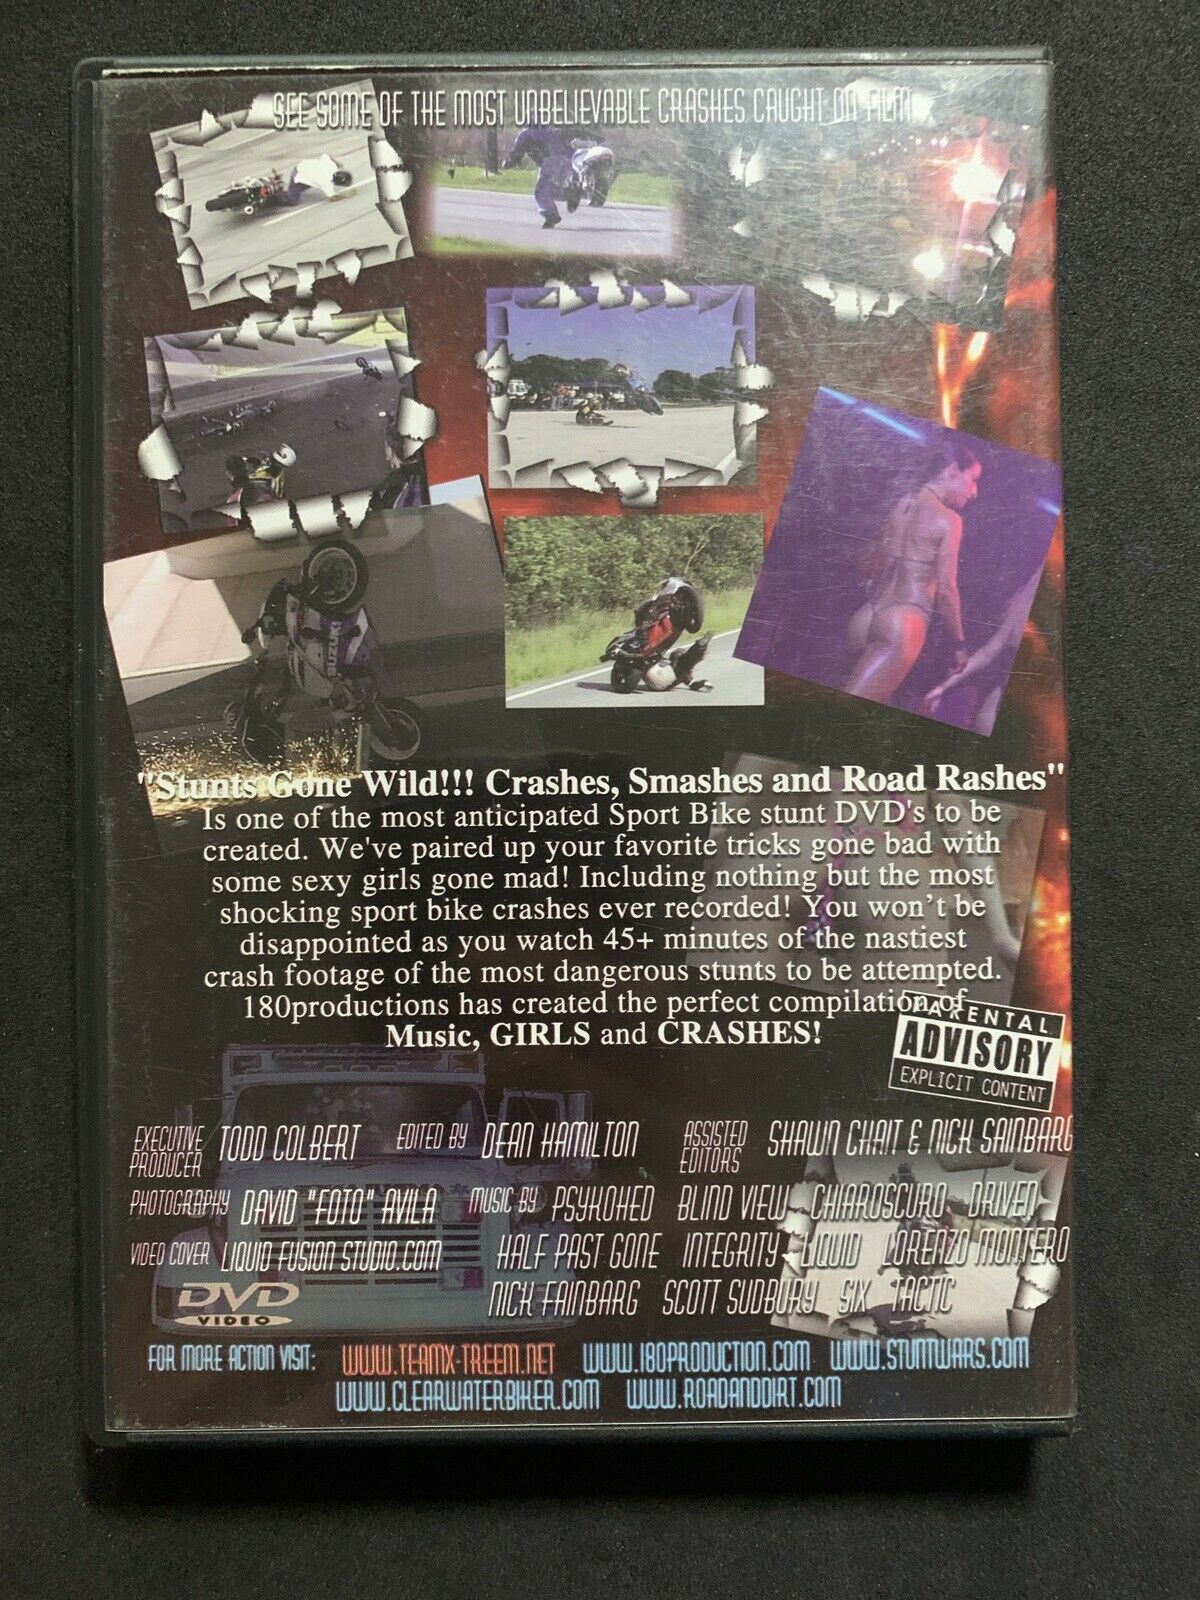 SEE SOME OF THE MOST UNBELIEVABLE CRASHES CAUGHT ON FILM
SUZUKI
"Stunts Gone Wild!!! Crashes, Smashes and Road Rashes"
Is one of the most anticipated Sport Bike stunt DVD's to be
created. We've paired up your favorite tricks gone bad with
some sexy girls gone mad! Including nothing but the most
shocking sport bike crashes ever recorded! You won't be
disappointed as you watch 45+ minutes of the nastiest
crash footage of the most dangerous stunts to be attempted.
180productions has created the perfect compilation of
Music, GIRLS and CRASHES!
PARENTAL
ADVISORY
EXPLICIT CONTENT
EXECUTIVE PRODUCER TODD COLBERT EDITED BY DEAN HAMILTON ASSISTED EDITORS SHAWN CHAIT & NICK SAINBARG
PHOTOGRAPHY DAVID "FOTO" AVILA MUSIC BY PSYKOHED BLIND VIEW CHIAROSCURO DRIVEN
VIDEO COVER LIQUID FUSION STUDIO.COM HALF PAST GONE INTEGRITY LIQUID LORENZO MONTERO
NICK FAINBARG SCOTT SUDBURY SIX TACTIC
DVD
VIDEO
FOR MORE ACTION VISIT: WWW.TEAMX-TREEM.NET WWW.180PRODUCTION.COM WWW.STUNTWARS.COM
WWW.CLEARWATERBIKER.COM WWW.ROADANDDIRT.COM